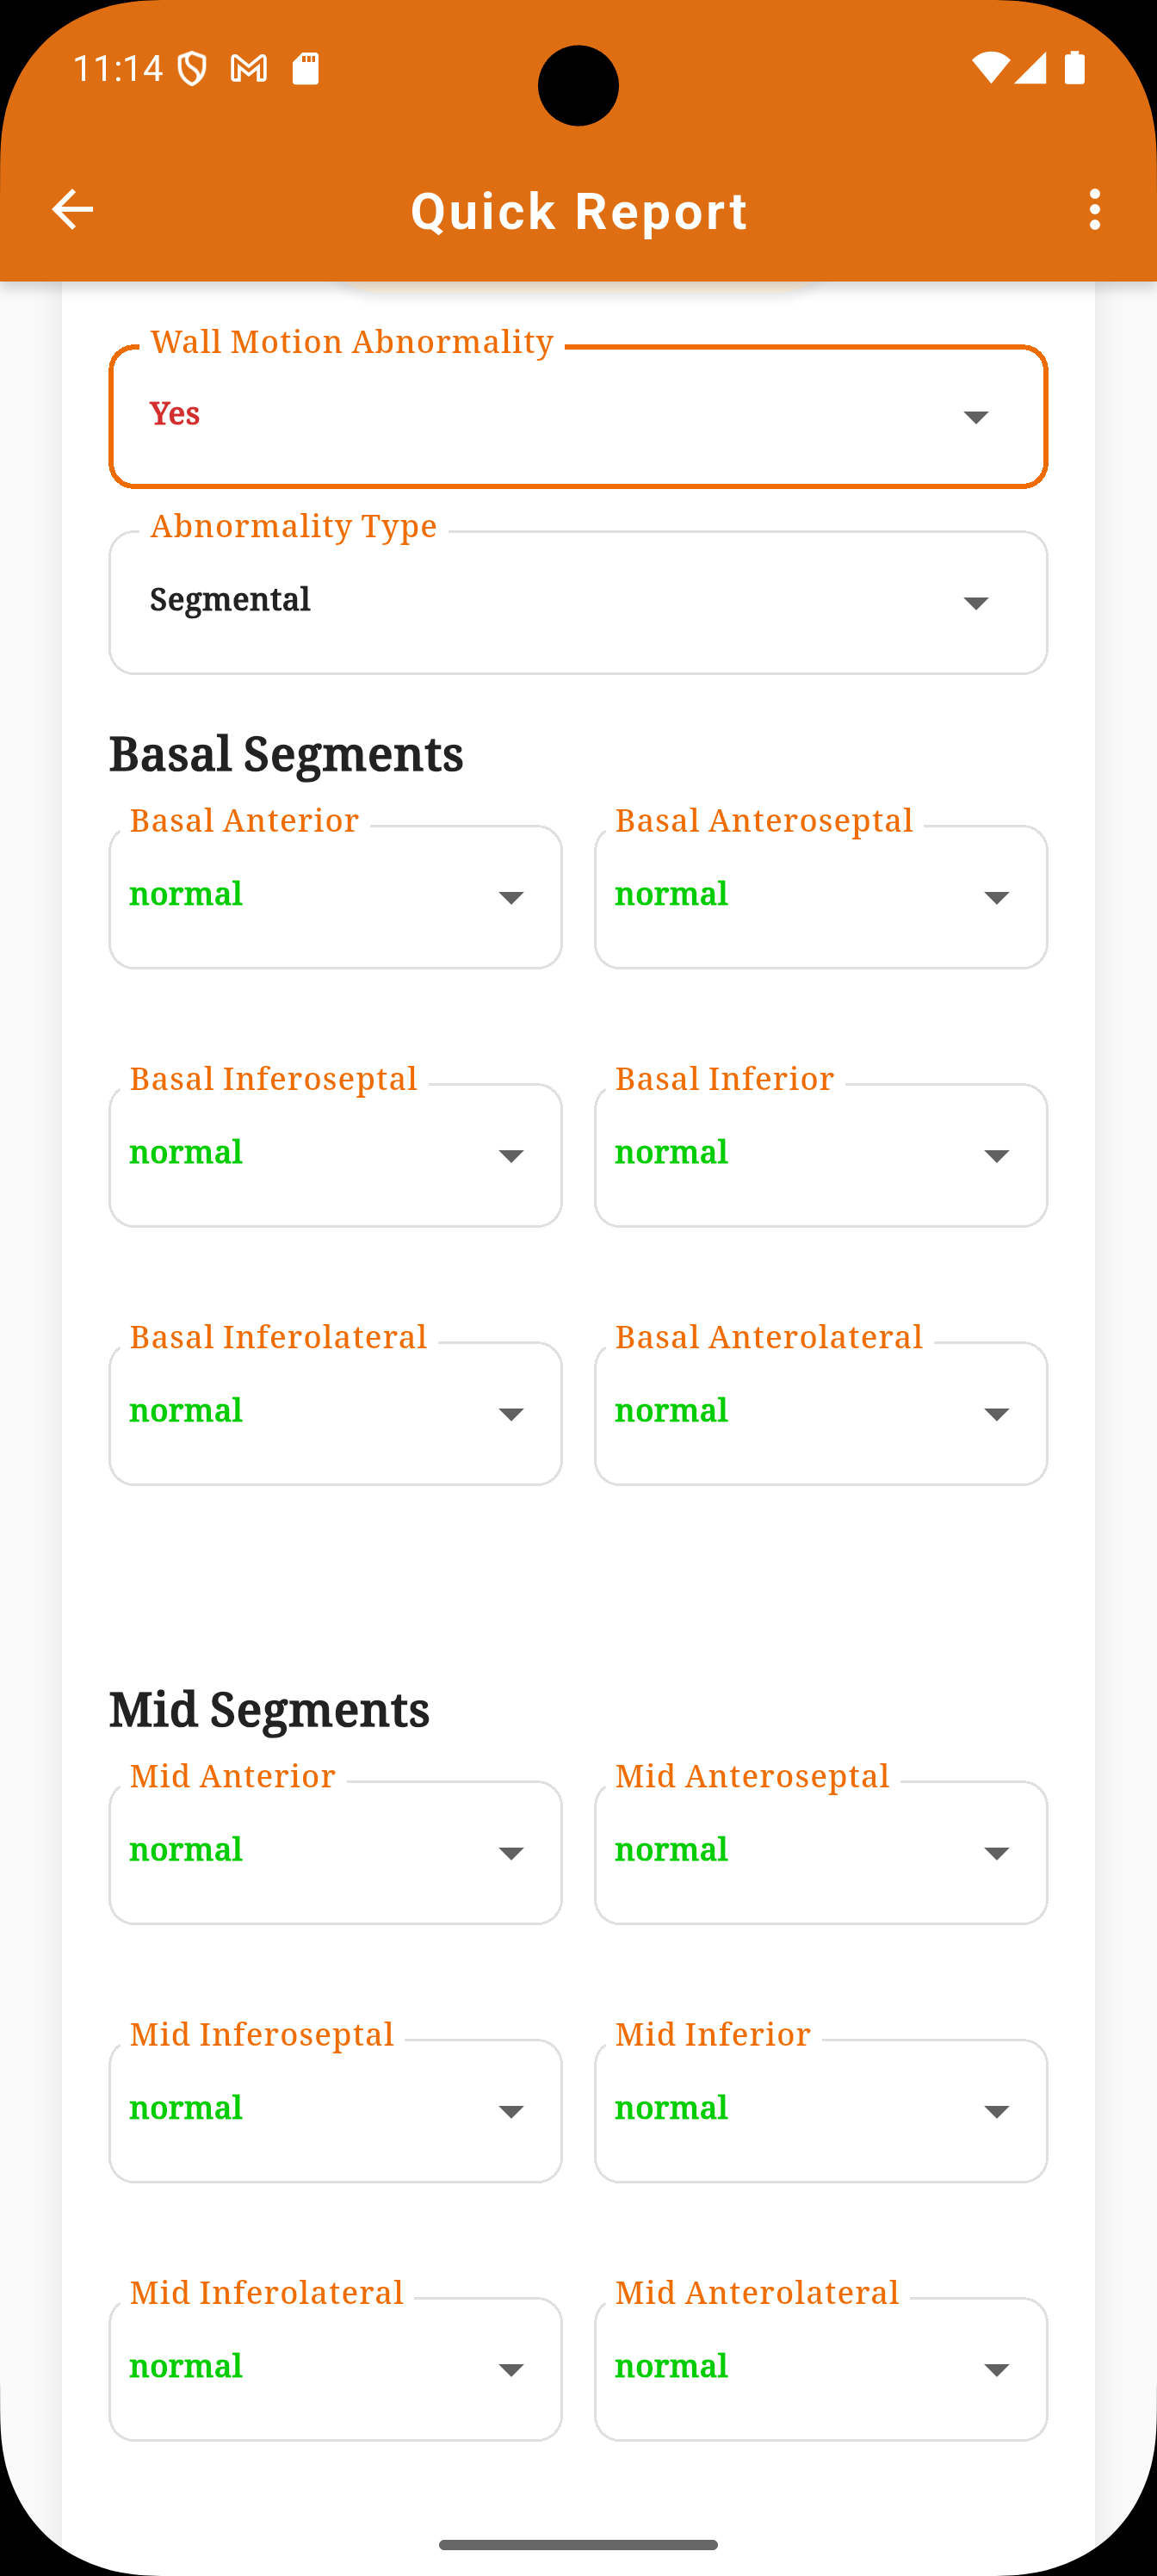 11:14
Quick Report
Wall Motion Abnormality
Yes
Abnormality Type
Segmental
Basal Segments
Basal Anterior
normal
Basal Anteroseptal
normal
Basal Inferoseptal
normal
Basal Inferior
normal
Basal Inferolateral
normal
Basal Anterolateral
normal
Mid Segments
Mid Anterior
normal
Mid Anteroseptal
normal
Mid Inferoseptal
normal
Mid Inferior
normal
Mid Inferolateral
normal
Mid Anterolateral
normal